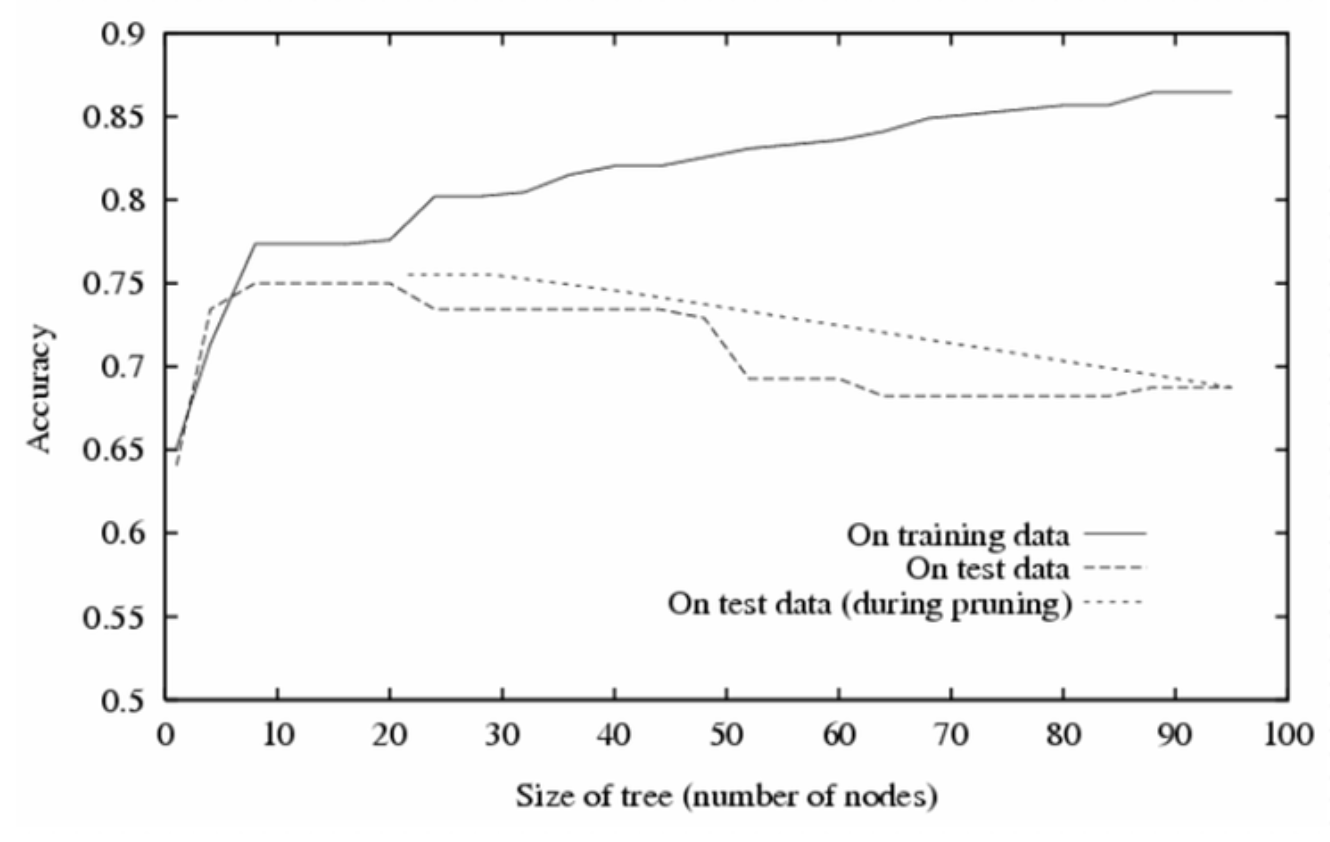 0.9
0.85
0.8
0.75
0.7
0.65
0.6
0.55
0.5
Accuracy
On training data
On test data
On test data (during pruning)
0 10 20 30 40 50 60 70 80 90 100
Size of tree (number of nodes)